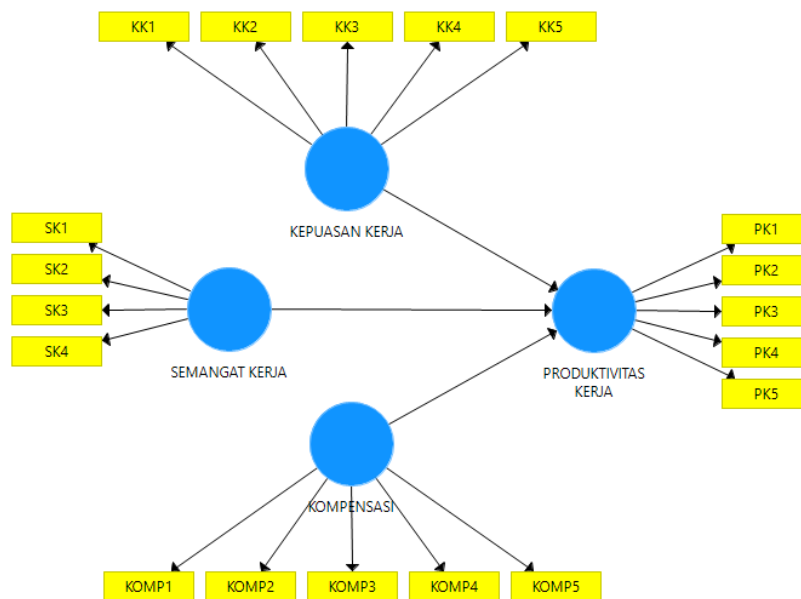 KK1
KK2
KK3
KK4
KK5
KEPUASAN KERJA
SK1
SK2
SK3
SK4
SEMANGAT KERJA
PK1
PK2
PK3
PK4
PK5
PRODUKTIVITAS
KERJA
KOMPENSASI
KOMP1
KOMP2
KOMP3
KOMP4
KOMP5